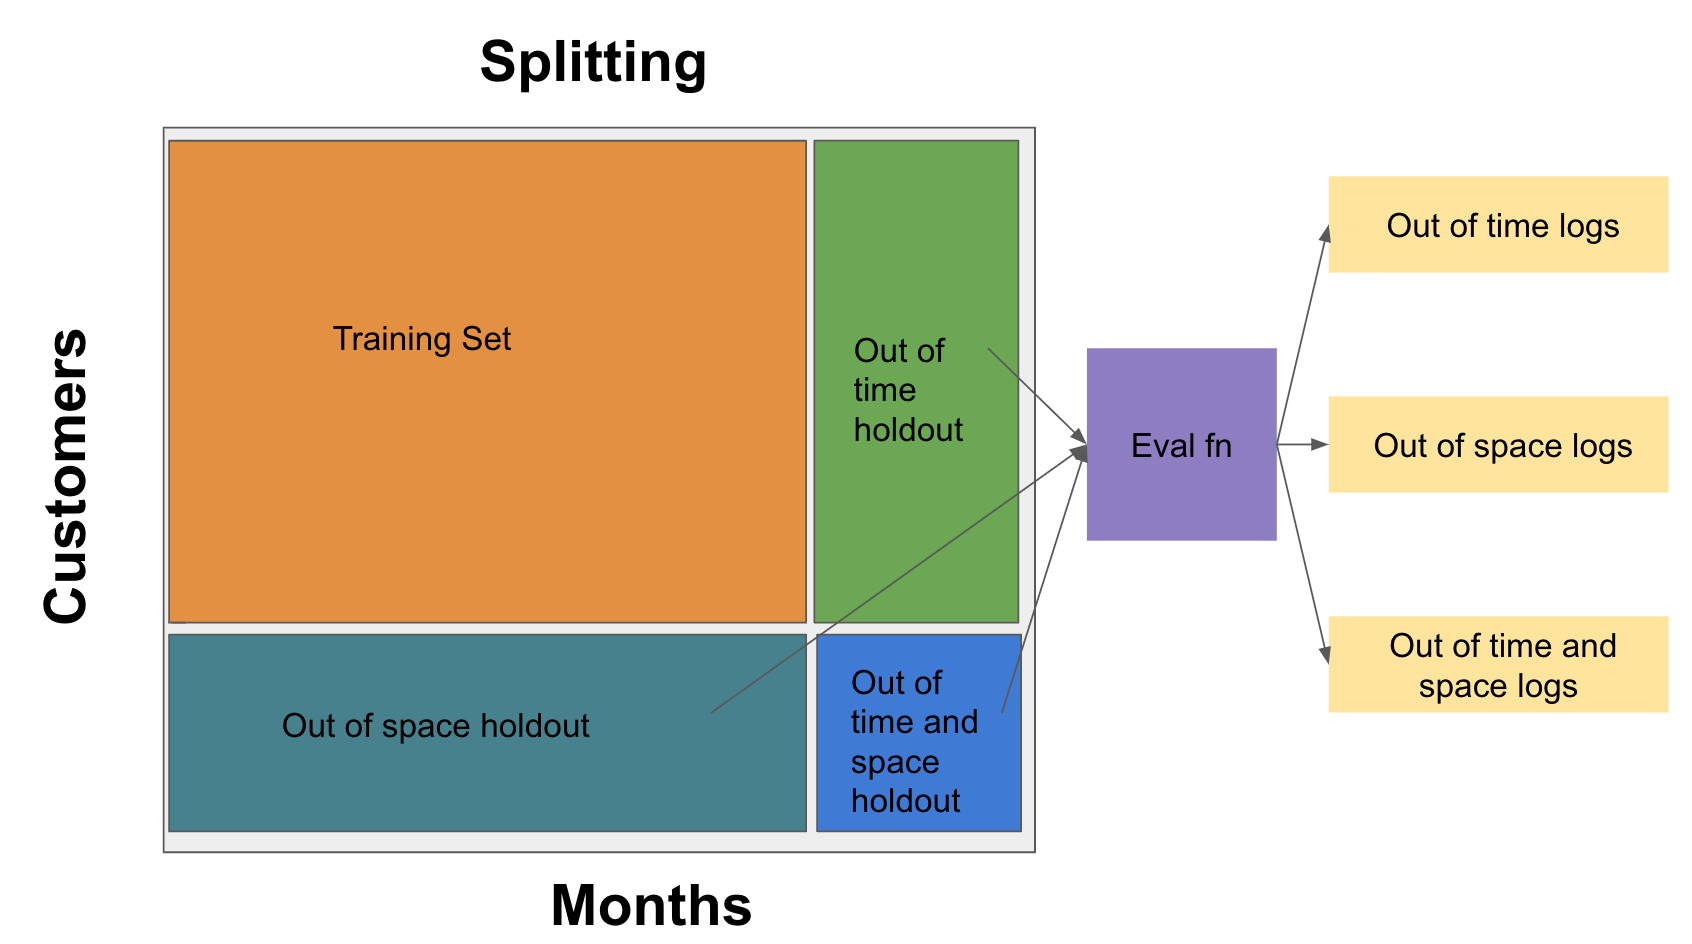 Splitting
Customers
Training Set
Out of
time
holdout
Out of space holdout
Out of
time and
space
holdout
Months
Eval fn
Out of time logs
Out of space logs
Out of time and
space logs